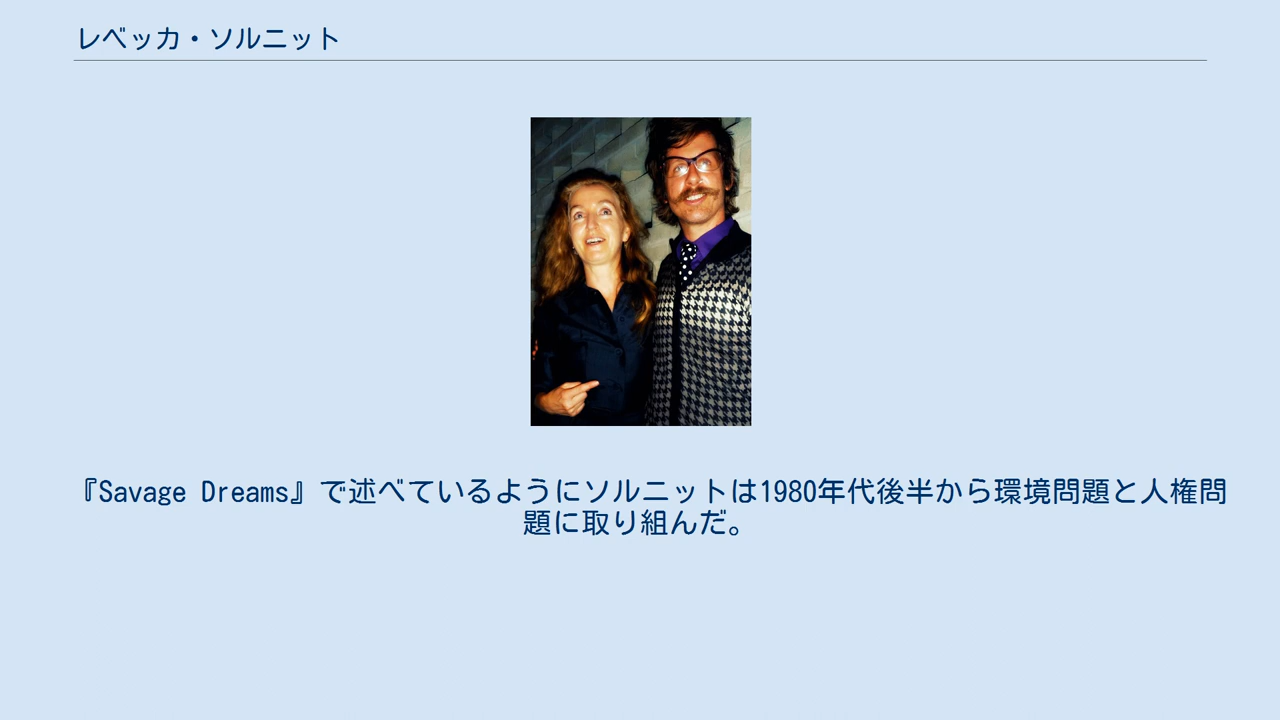 レベッカ・ソルニット
『Savage Dreams』で述べているようにソルニットは1980年代後半から環境問題と人権問
題に取り組んだ。